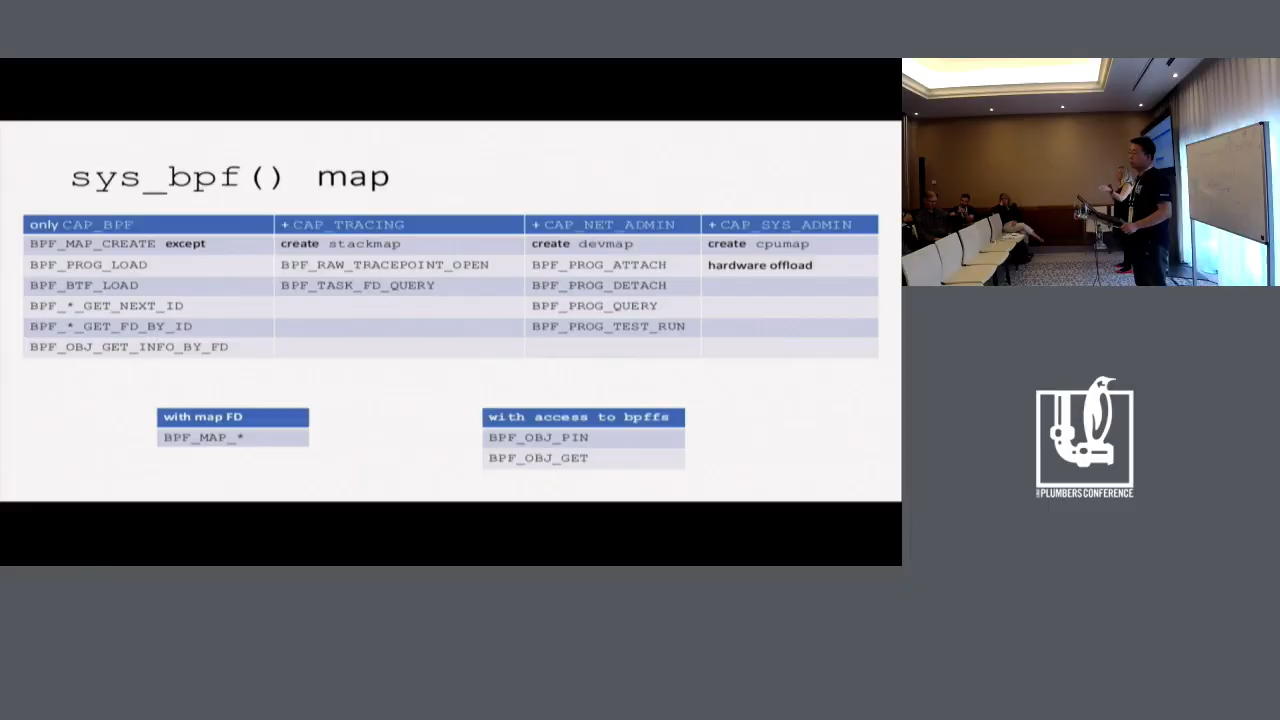 sys_bpf() map
only CAP_BPF + CAP_TRACING + CAP_NET_ADMIN + CAP_SYS_ADMIN
BPF_MAP_CREATE except create stackmap create devmap create cpumap
BPF_PROG_LOAD BPF_RAW_TRACEPOINT_OPEN BPF_PROG_ATTACH hardware offload
BPF_BTF_LOAD BPF_TASK_FD_QUERY BPF_PROG_DETACH
BPF_*_GET_NEXT_ID BPF_PROG_QUERY
BPF_*_GET_FD_BY_ID BPF_PROG_TEST_RUN
BPF_OBJ_GET_INFO_BY_FD
with map FD
BPF_MAP_*
with access to bpffs
BPF_OBJ_PIN
BPF_OBJ_GET
PLUMBERS CONFERENCE